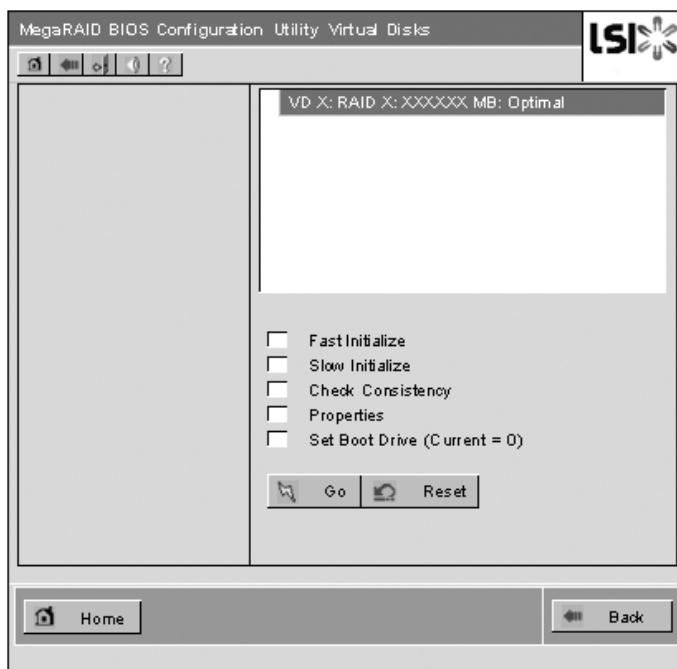 MegaRAID BIOS Configuration Utility Virtual Disks
LSI
?
VD X: RAID X: XXXXXX MB: Optimal
Fast Initialize
Slow Initialize
Check Consistency
Properties
Set Boot Drive (Current = 0)
Go
Reset
Home
Back